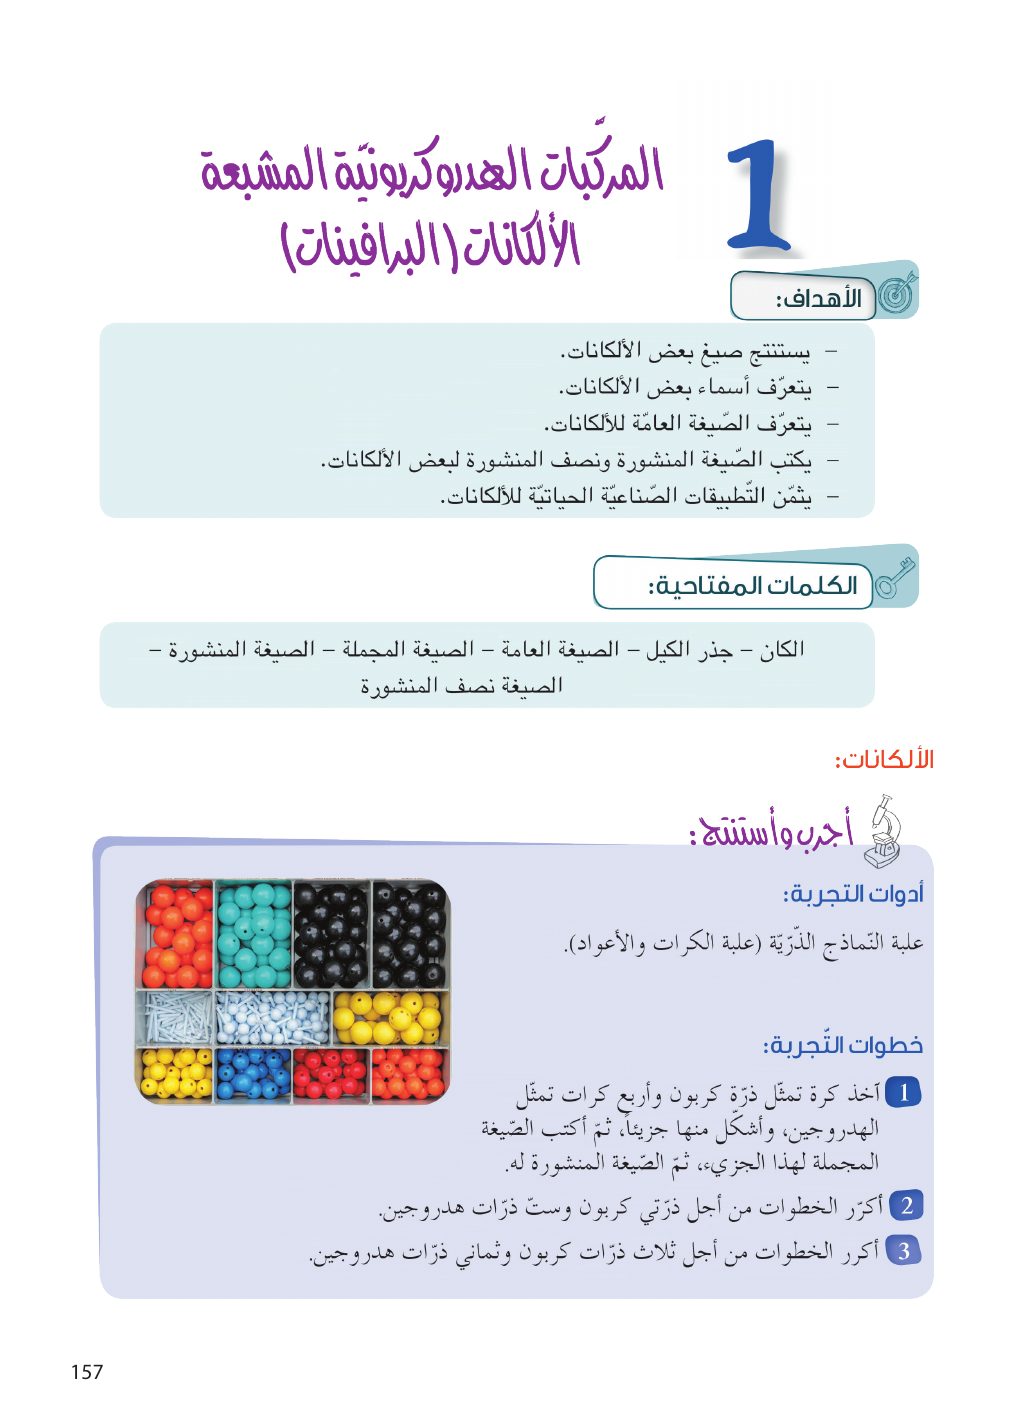 1
المركّبات الهدروكربونيّة المشبعة
الألكانات (البرافينات)
الأهداف:
– يستنتج صيغ بعض الألكانات.
– يتعرّف أسماء بعض الألكانات.
– يتعرّف الصّيغة العامّة للألكانات.
– يكتب الصّيغة المنشورة ونصف المنشورة لبعض الألكانات.
– يثمّن التّطبيقات الصّناعيّة الحياتيّة للألكانات.
الكلمات المفتاحية:
الكان – جذر الكيل – الصيغة العامة – الصيغة المجملة – الصيغة المنشورة –
الصيغة نصف المنشورة
الألكانات:
أجرب وأستنتج:
أدوات التجربة:
علبة النّماذج الذّرّيّة (علبة الكرات والأعواد).
خطوات التّجربة:
1 آخذ كرة تمثّل ذرّة كربون وأربع كرات تمثّل
الهدروجين، وأشكّل منها جزيئاً، ثمّ أكتب الصّيغة
المجملة لهذا الجزيء، ثمّ الصّيغة المنشورة له.
2 أكرّر الخطوات من أجل ذرّتي كربون وستّ ذرّات هدروجين.
3 أكرر الخطوات من أجل ثلاث ذرّات كربون وثماني ذرّات هدروجين.
157